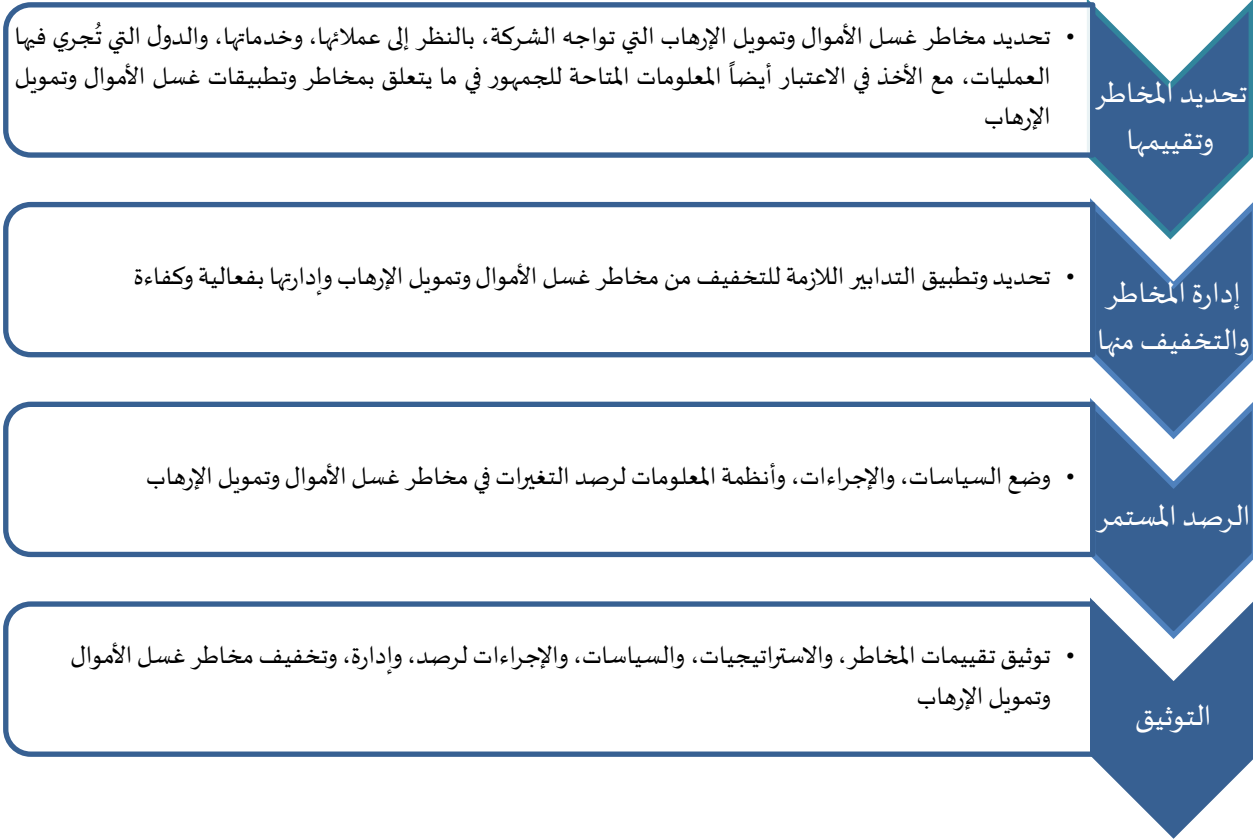 تحديد المخاطر
وتقييمها
• تحديد مخاطر غسل الأموال وتمويل الإرهاب التي تواجه الشركة، بالنظر إلى عملائها، وخدماتها، والدول التي تُجري فيها
العمليات، مع الأخذ في الاعتبار أيضاً المعلومات المتاحة للجمهور في ما يتعلق بمخاطر وتطبيقات غسل الأموال وتمويل
الإرهاب
إدارة المخاطر
والتخفيف منها
• تحديد وتطبيق التدابير اللازمة للتخفيف من مخاطر غسل الأموال وتمويل الإرهاب وإدارتها بفعالية وكفاءة
الرصد المستمر
• وضع السياسات، والإجراءات، وأنظمة المعلومات لرصد التغيرات في مخاطر غسل الأموال وتمويل الإرهاب
التوثيق
• توثيق تقييمات المخاطر، والاستراتيجيات، والسياسات، والإجراءات لرصد، وإدارة، وتخفيف مخاطر غسل الأموال
وتمويل الإرهاب